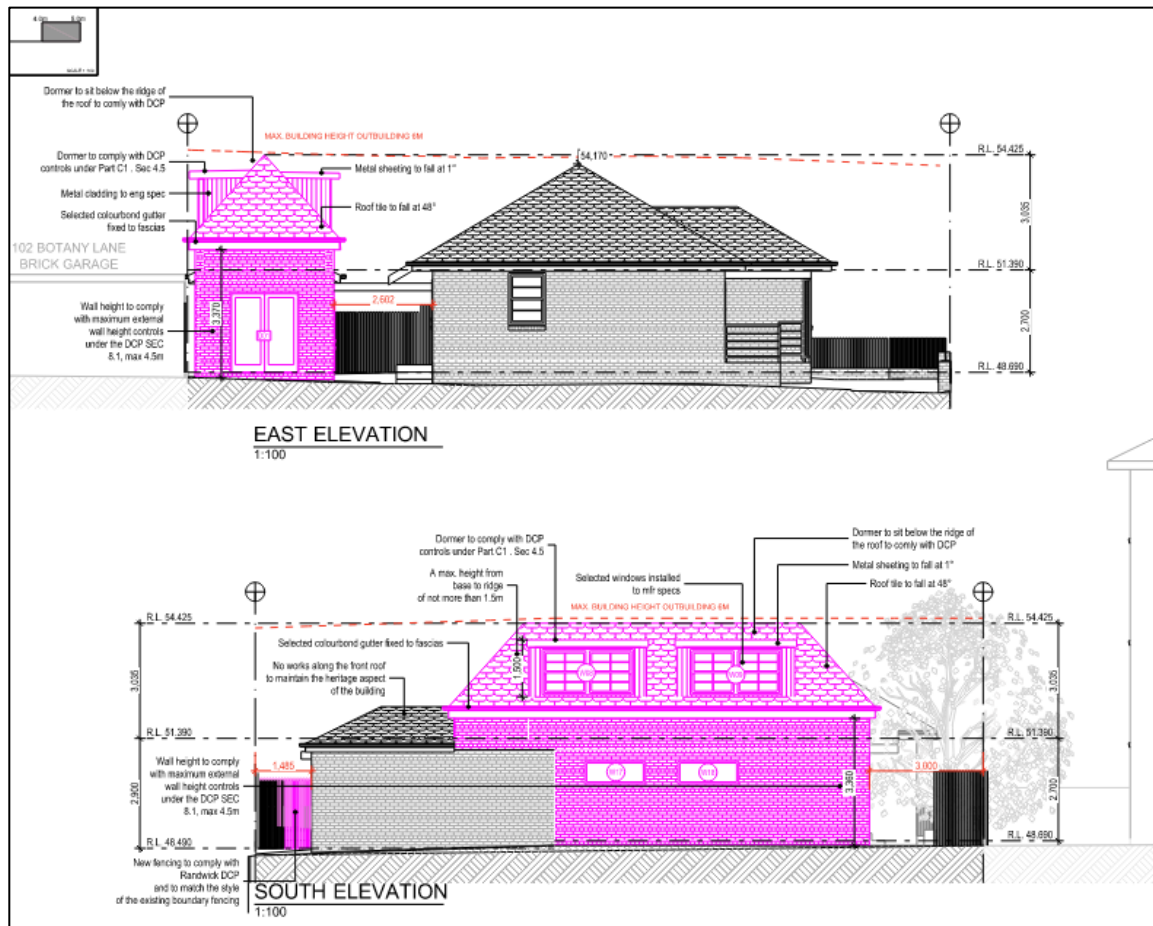 4.0m 5.0m
Dormer to sit below the ridge of
the roof to comly with DCP
MAX. BUILDING HEIGHT OUTBUILDING 6M
54,170
R.L. 54.425
Dormer to comply with DCP
controls under Part C1 . Sec 4.5
Metal sheeting to fall at 1°
Metal cladding to eng spec
Roof tile to fall at 48°
Selected colourbond gutter
fixed to fascias
3,035
102 BOTANY LANE
BRICK GARAGE
R.L. 51.390
Wall height to comply
with maximum external
wall height controls
under the DCP SEC
8.1, max 4.5m
3,370
2,602
2,700
R.L. 48.690
EAST ELEVATION
1:100
Dormer to comply with DCP
controls under Part C1 . Sec 4.5
A max. height from
base to ridge
of not more than 1.5m
Selected windows installed
to mfr specs
Dormer to sit below the ridge of
the roof to comly with DCP
Metal sheeting to fall at 1°
Roof tile to fall at 48°
MAX. BUILDING HEIGHT OUTBUILDING 6M
R.L. 54.425
R.L. 54.425
Selected colourbond gutter fixed to fascias
No works along the front roof
to maintain the heritage aspect
of the building
1,500
3,035
3,035
R.L. 51.390
R.L. 51.390
Wall height to comply
with maximum external
wall height controls
under the DCP SEC
8.1, max 4.5m
1,485
W17
W18
3,360
3,000
2,900
2,700
R.L. 48.490
R.L. 48.690
New fencing to comply with
Randwick DCP
and to match the style
of the existing boundary fencing
SOUTH ELEVATION
1:100